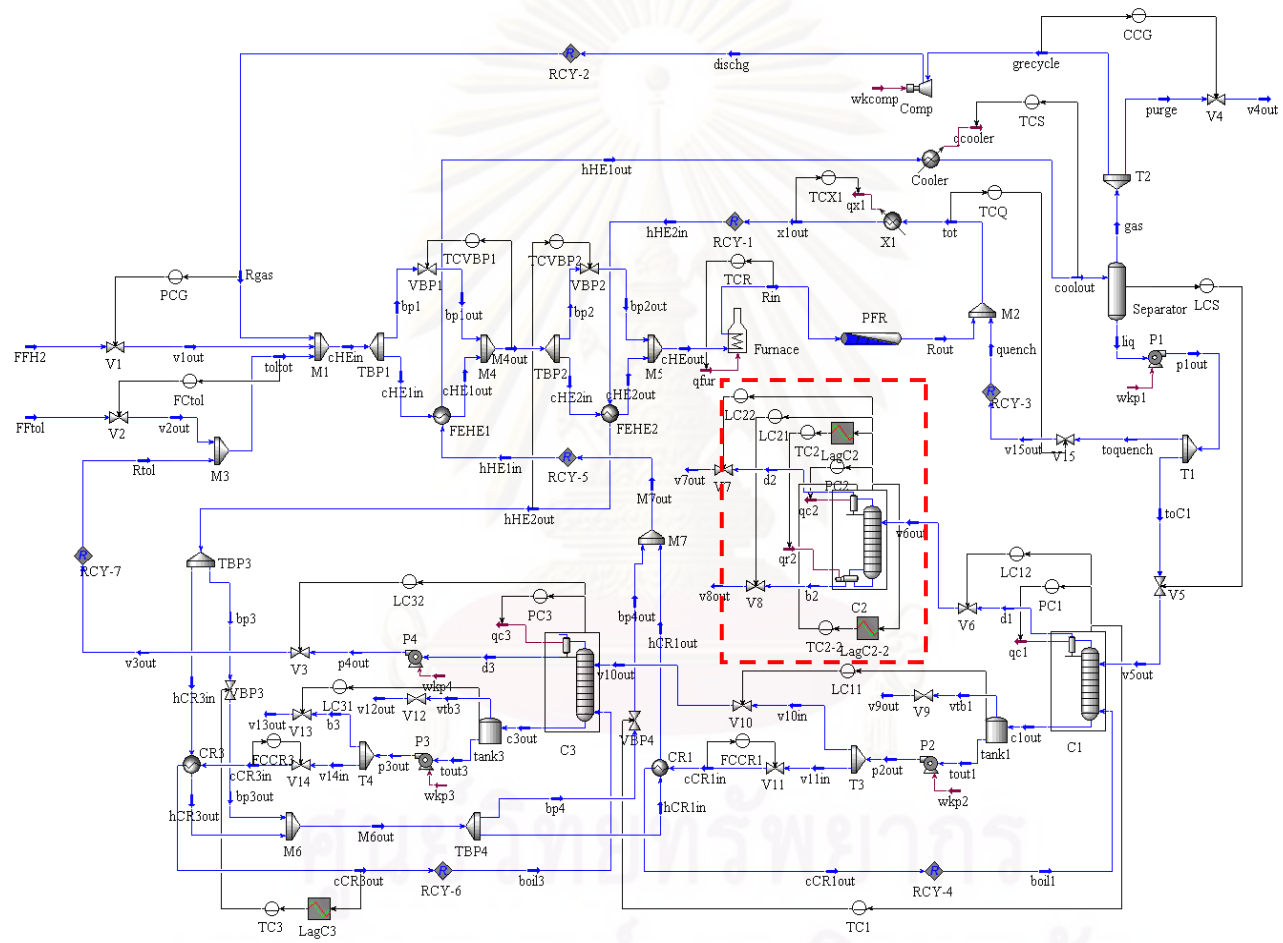 CCG
RCY-2
dischg
grecycle
wkcomp
Comp
purge
V4
v4out
TCS
qcooler
hHE1out
Cooler
T2
TCX1
qx1
TCQ
hHE2in
RCY-1
x1out
X1
tot
gas
TCVBP1
TCVBP2
VBP1
VBP2
TCR
Rin
coolout
Separator
LCS
PCG
Rgas
bp1
bp1out
bp2
bp2out
PFR
M2
liq
P1
FFH2
V1
v1out
M1
cHEin
TBP1
M4
M4out
TBP2
M5
cHEout
Furnace
Rout
quench
p1out
toltot
FCtol
cHE1in
cHE1out
cHE2in
cHE2out
qfur
wkp1
FFtol
V2
v2out
FEHE1
FEHE2
LC22
LC21
TC2
LagC2
RCY-3
v15out
V15
toquench
T1
Rtol
M3
hHE1in
RCY-5
M7out
v7out
V7
d2
PC2
qc2
hHE2out
v6out
toC1
RCY-7
TBP3
M7
qr2
LC12
PC1
V5
LC32
PC3
v8out
V8
b2
C2
V6
d1
bp3
qc3
bp4out
hCR1out
TC2-2
LagC2-2
qc1
v3out
V3
p4out
P4
d3
v10out
v5out
hCR3in
VBP3
wkp4
LC11
LC31
v12out
V12
vtb3
v9out
V9
vtb1
v13out
V13
b3
C3
VBP4
V10
v10in
c3out
c1out
tank3
tank1
C1
CR3
FCCR3
P3
CR1
FCCR1
P2
cCR3in
V14
v14in
T4
p3out
tout3
cCR1in
V11
v11in
T3
p2out
tout1
bp3out
wkp3
wkp2
hCR3out
bp4
hCR1in
M6
M6out
TBP4
cCR3out
RCY-6
boil3
cCR1out
RCY-4
boil1
TC3
LagC3
TC1